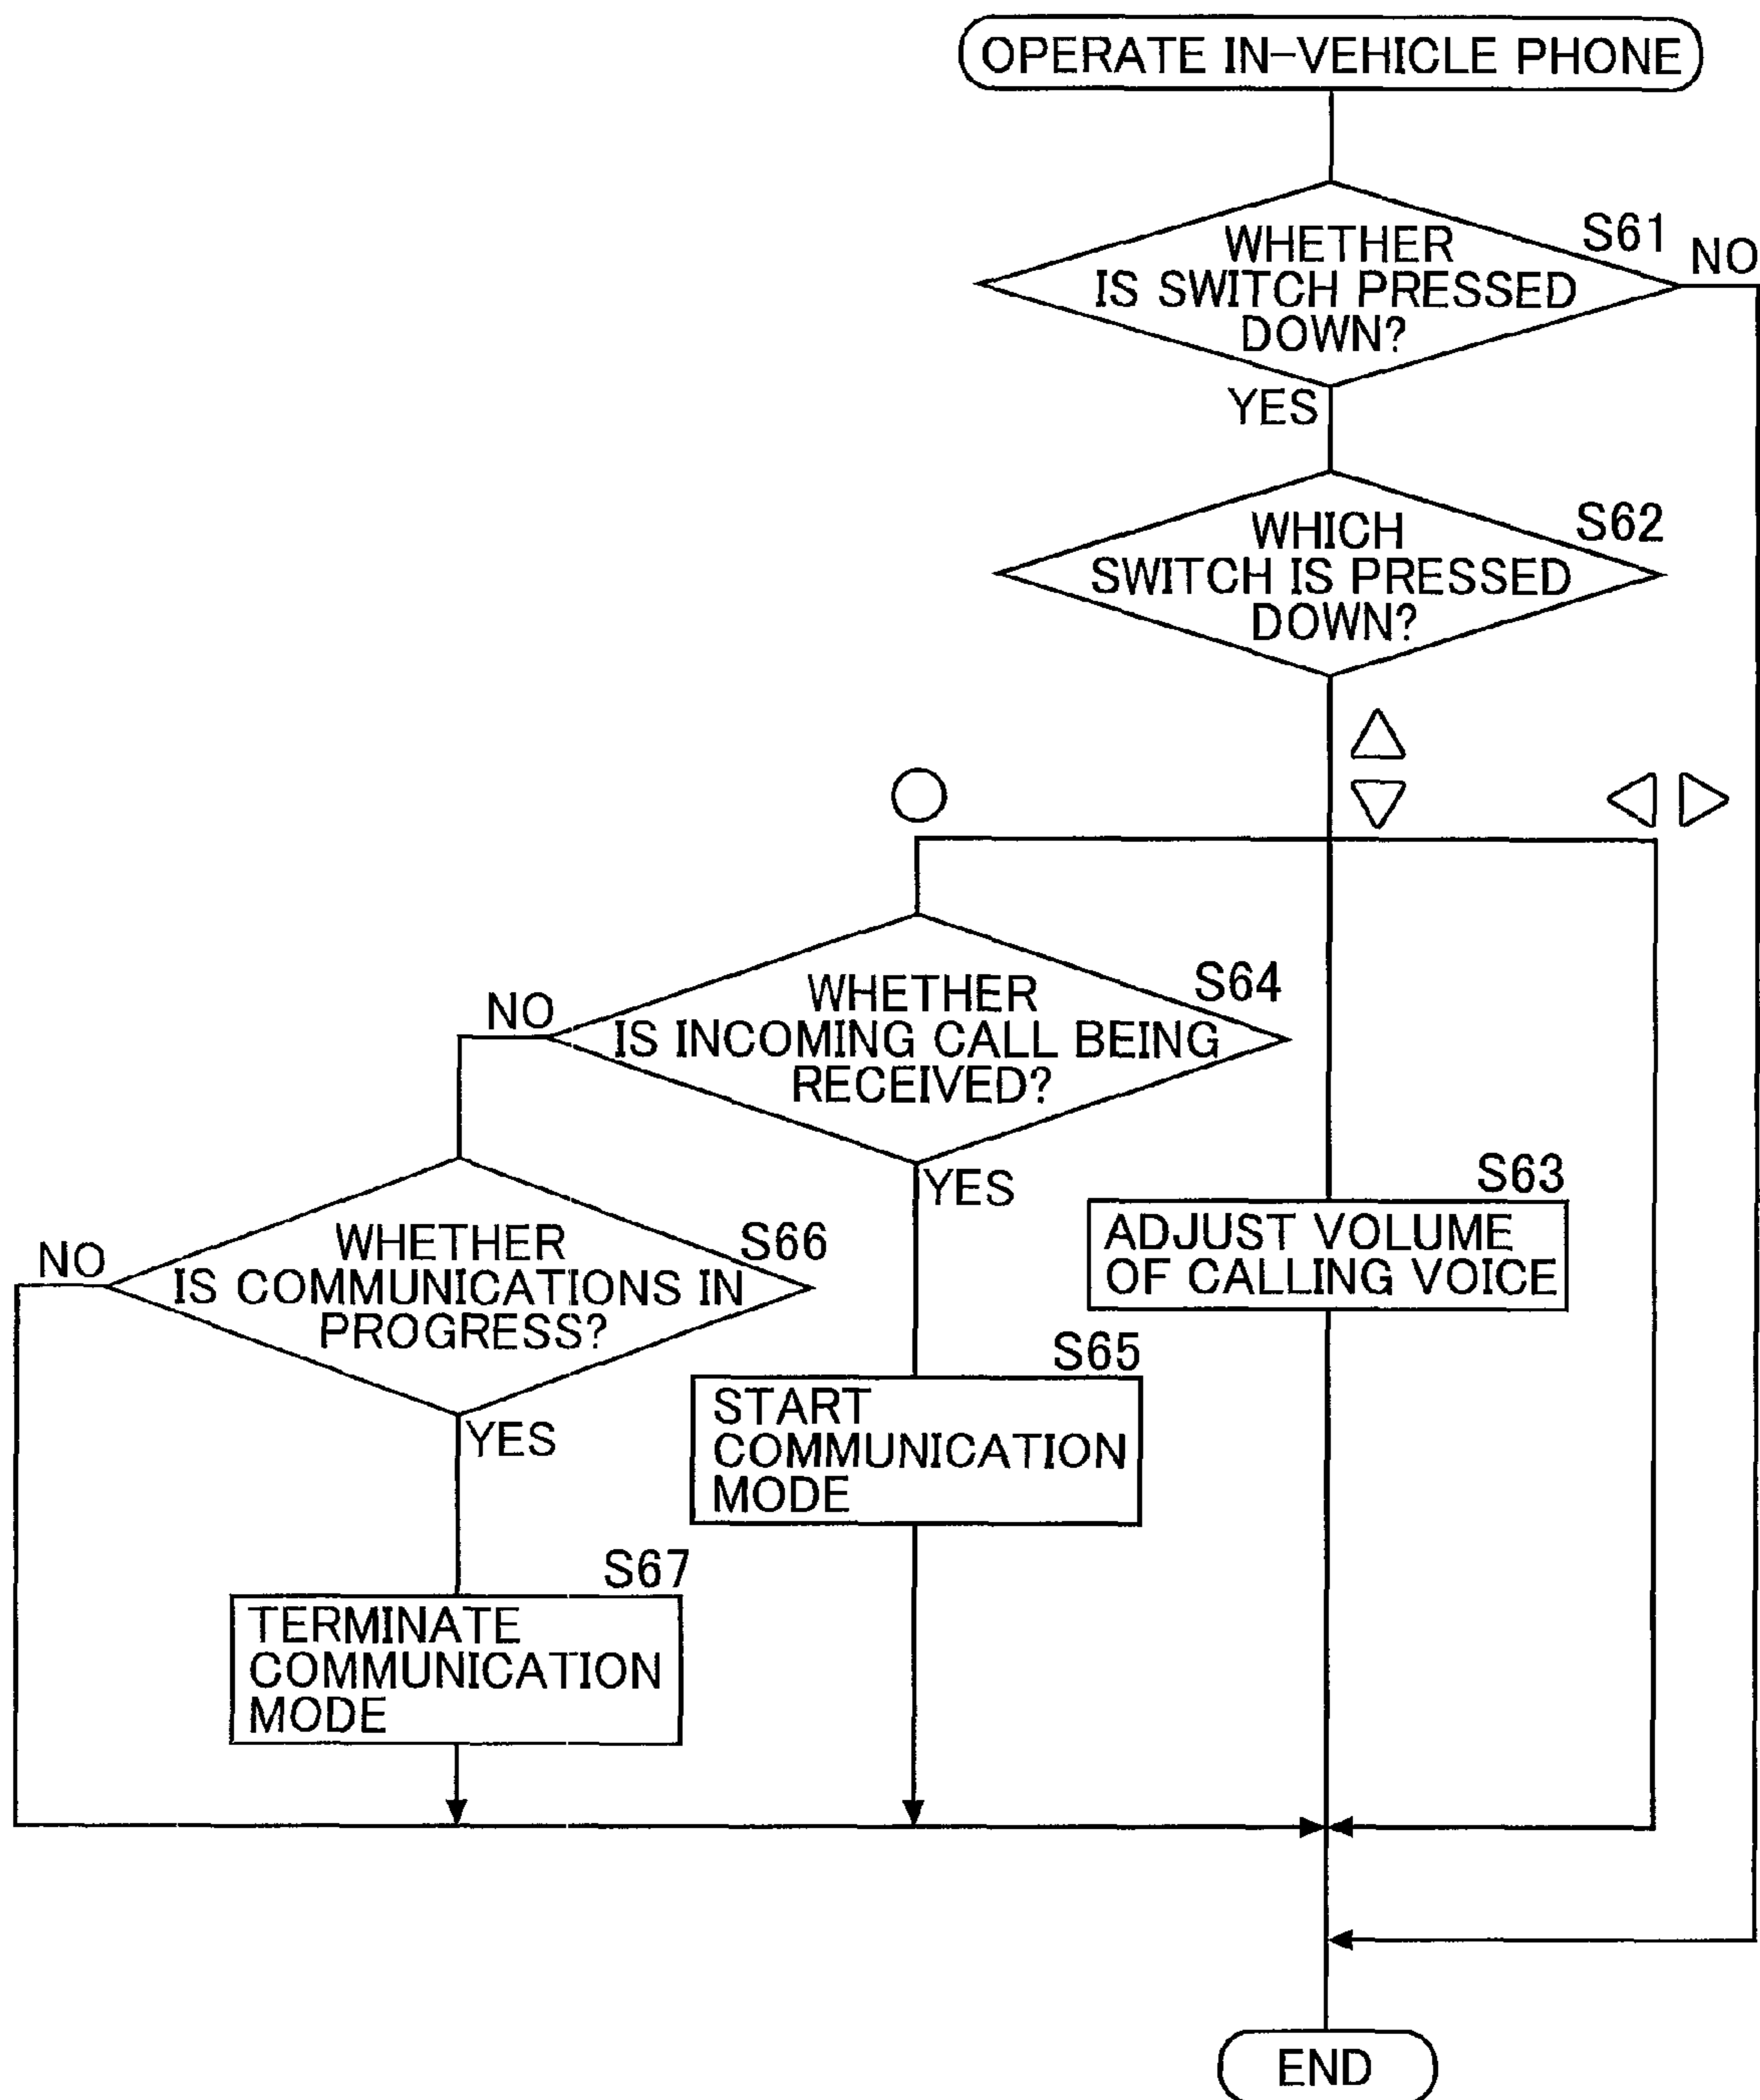 OPERATE IN-VEHICLE PHONE
S61
NO
WHETHER
IS SWITCH PRESSED
DOWN?
YES
S62
WHICH
SWITCH IS PRESSED
DOWN?
S64
NO
WHETHER
IS INCOMING CALL BEING
RECEIVED?
YES
S63
ADJUST VOLUME
OF CALLING VOICE
S66
NO
WHETHER
IS COMMUNICATIONS IN
PROGRESS?
YES
S65
START
COMMUNICATION
MODE
S67
TERMINATE
COMMUNICATION
MODE
END